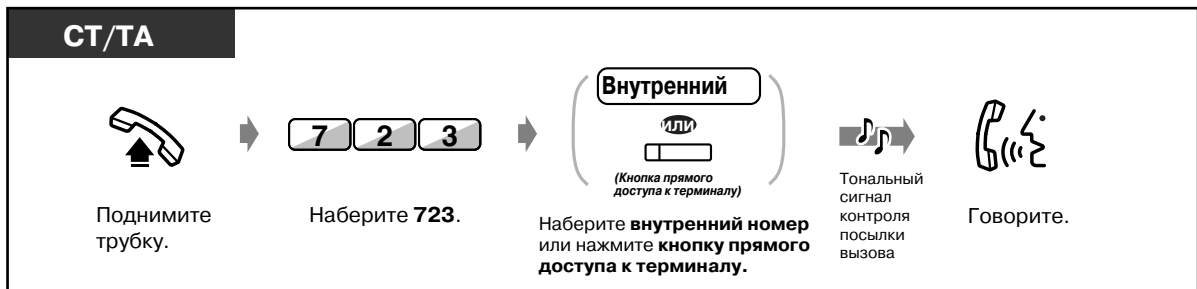 СТ/ТА
7 2 3
Внутренний
или
(Кнопка прямого
доступа к терминалу)
Поднимите
трубку.
Наберите 723.
Наберите внутренний номер
или нажмите кнопку прямого
доступа к терминалу.
Тональный
сигнал
контроля
посылки
вызова
Говорите.